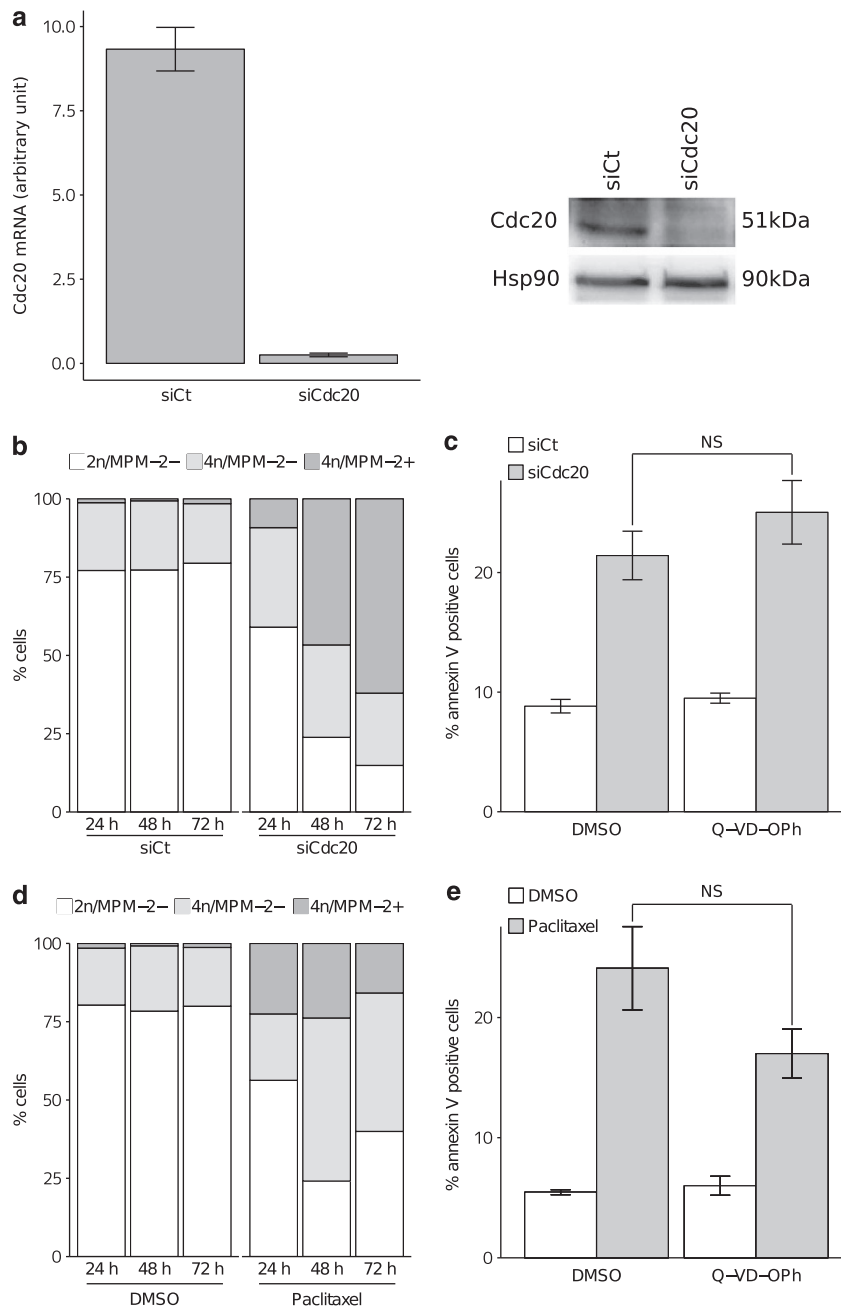 a
Cdc20 mRNA (arbitrary unit)
10.0
7.5
5.0
2.5
0.0
siCt
siCdc20
siCt
siCdc20
Cdc20
51kDa
Hsp90
90kDa
b
2n/MPM–2–
4n/MPM–2–
4n/MPM–2+
% cells
100
75
50
25
0
24 h 48 h 72 h
24 h 48 h 72 h
siCt
siCdc20
c
siCt
siCdc20
NS
% annexin V positive cells
20
10
0
DMSO
Q–VD–OPh
d
2n/MPM–2–
4n/MPM–2–
4n/MPM–2+
% cells
100
75
50
25
0
24 h 48 h 72 h
24 h 48 h 72 h
DMSO
Paclitaxel
e
DMSO
Paclitaxel
NS
% annexin V positive cells
20
10
0
DMSO
Q–VD–OPh